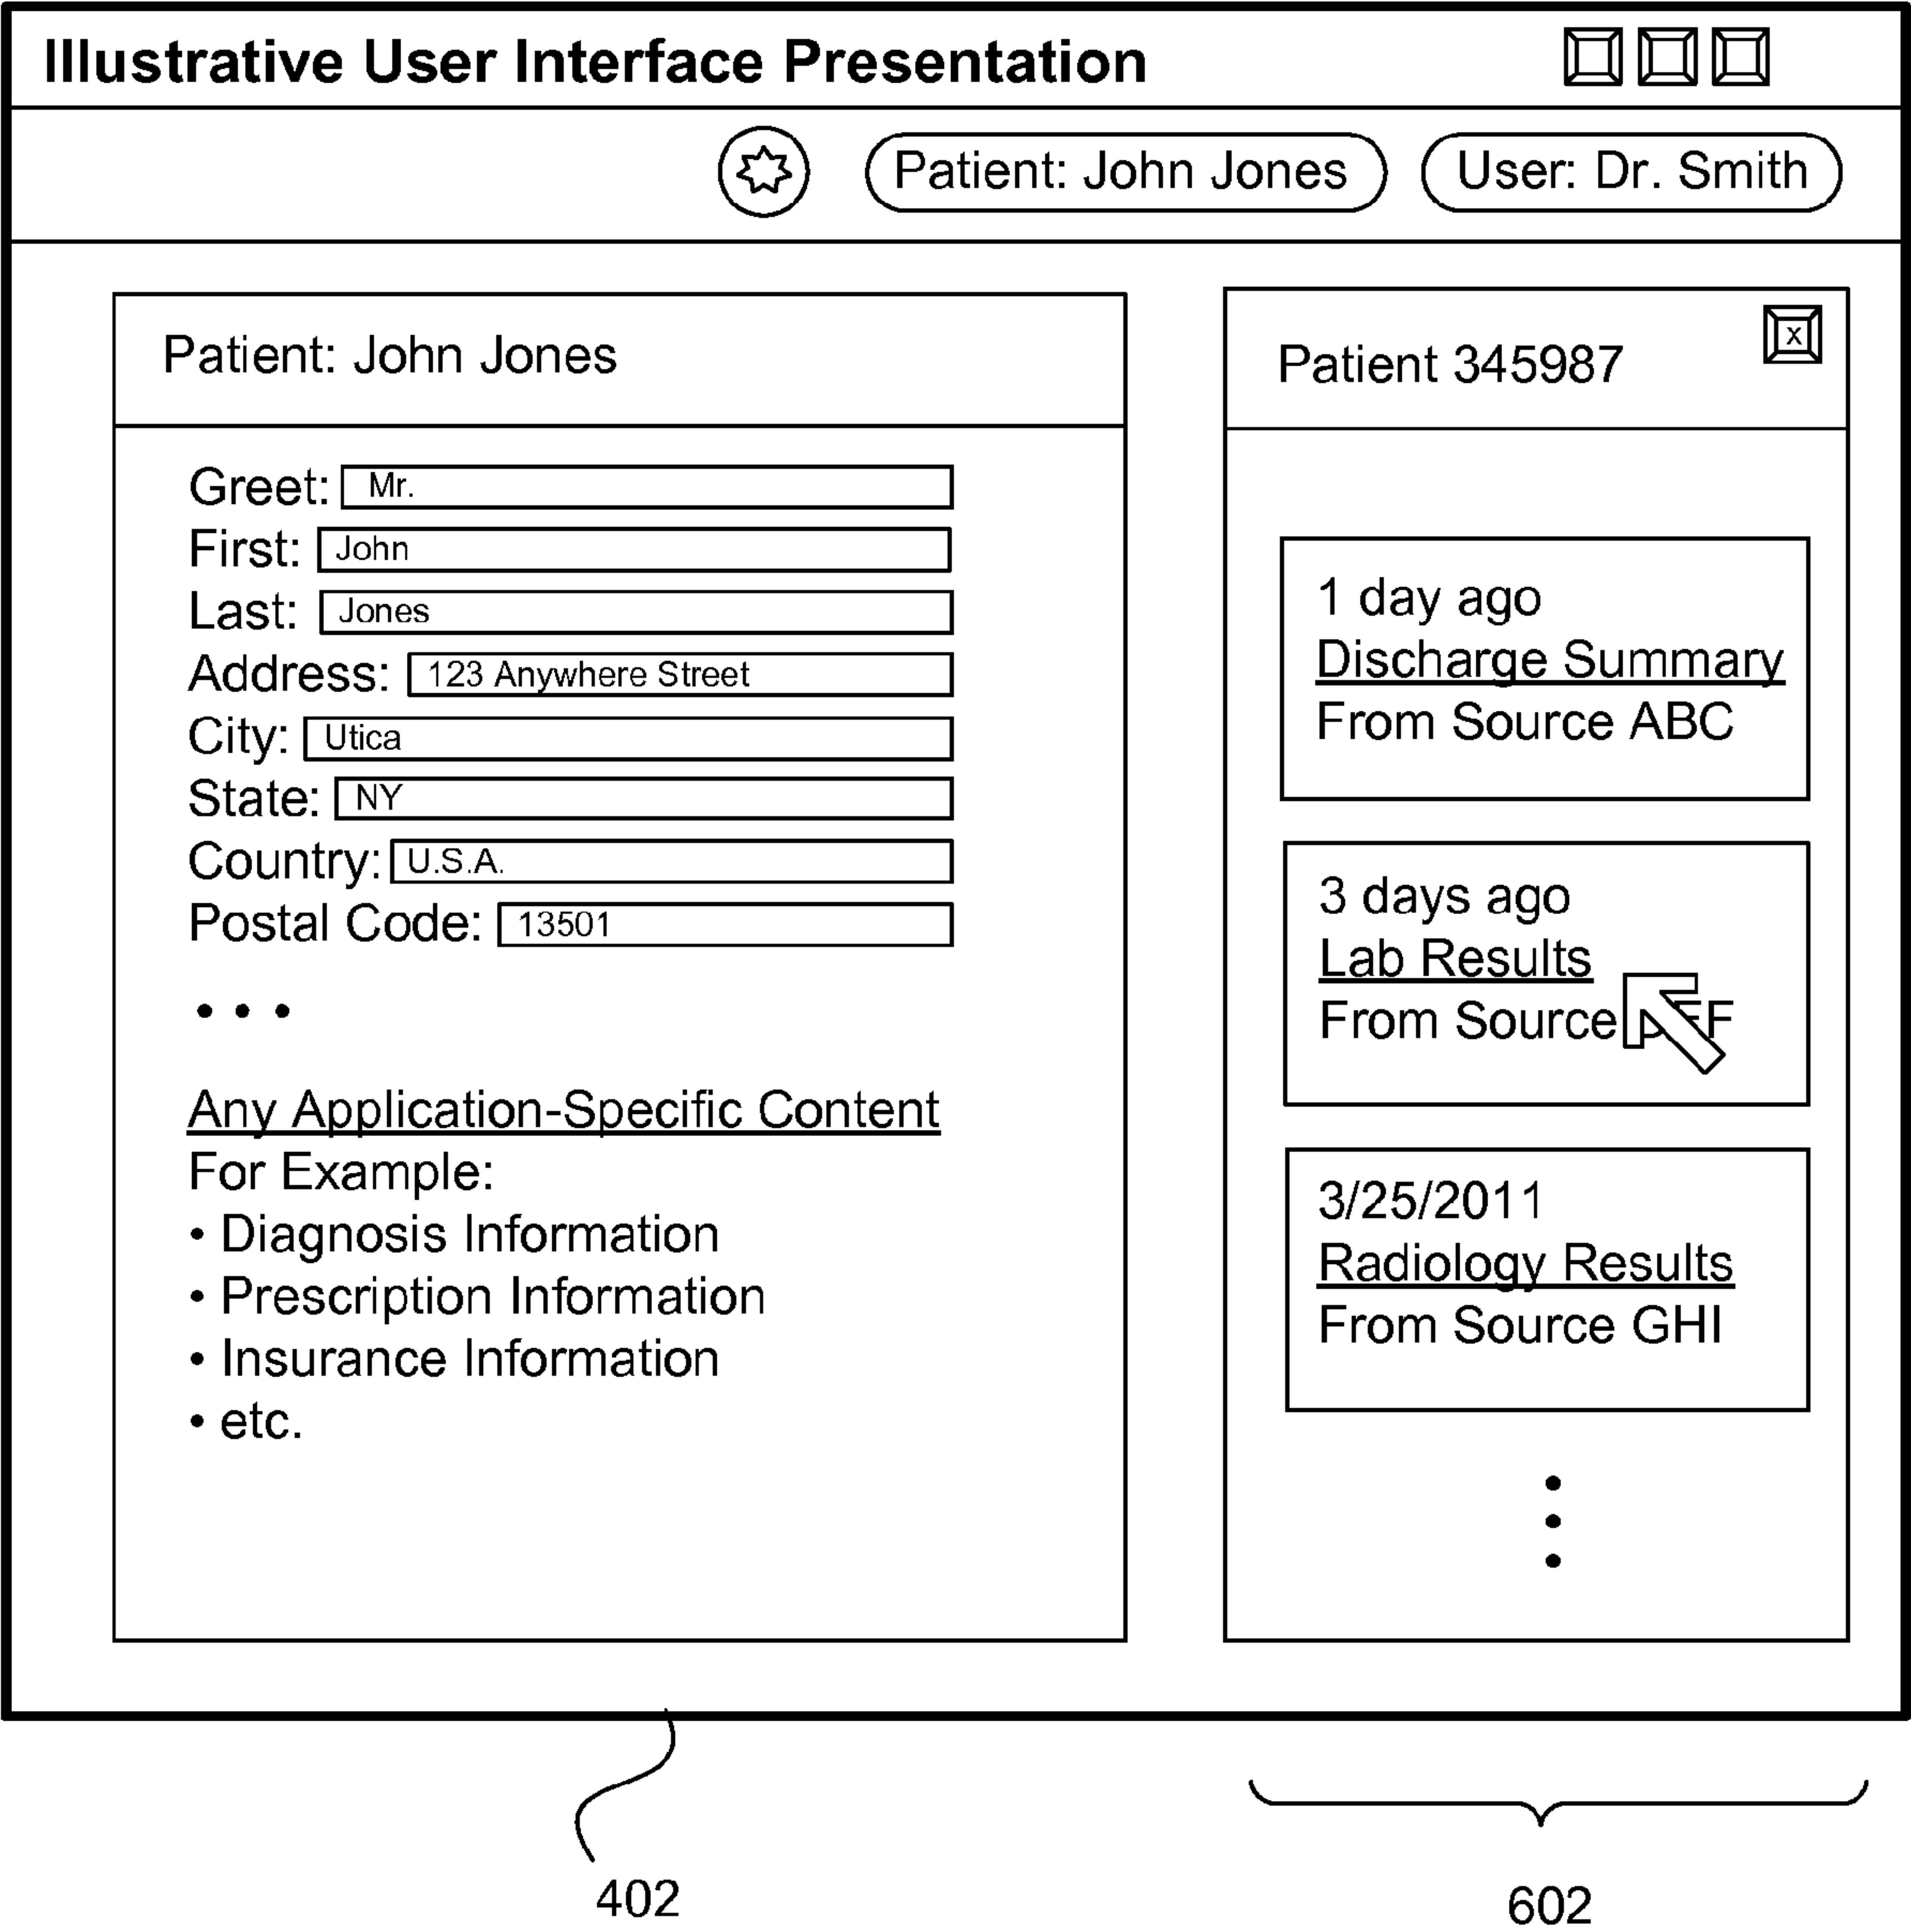 Illustrative User Interface Presentation
Patient: John Jones
User: Dr. Smith
Patient: John Jones
Greet: Mr.
First: John
Last: Jones
Address: 123 Anywhere Street
City: Utica
State: NY
Country: U.S.A.
Postal Code: 13501
• • •
Any Application-Specific Content
For Example:
• Diagnosis Information
• Prescription Information
• Insurance Information
• etc.
Patient 345987
x
1 day ago
Discharge Summary
From Source ABC
3 days ago
Lab Results
From Source
3/25/2011
Radiology Results
From Source GHI
402
602